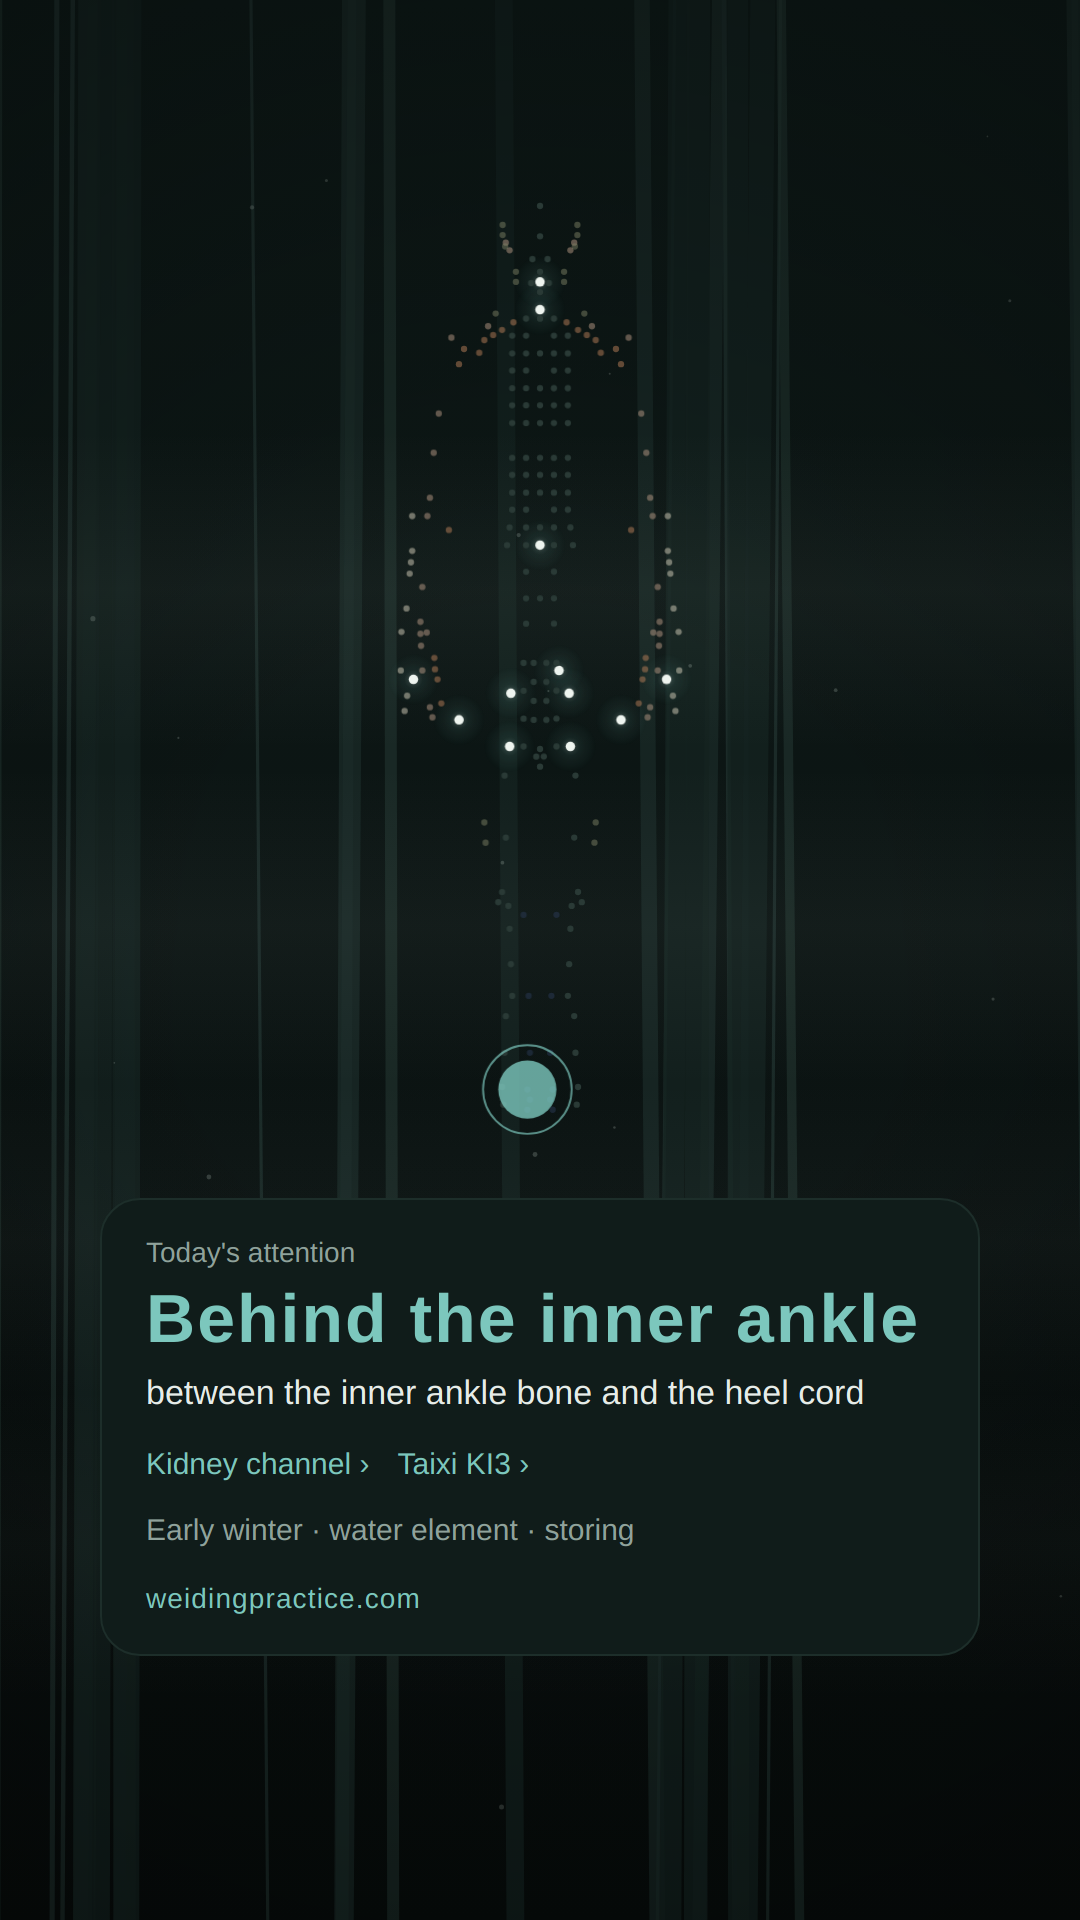 Today's attention
Behind the inner ankle
between the inner ankle bone and the heel cord
Kidney channel › Taixi KI3 ›
Early winter · water element · storing
weidingpractice.com